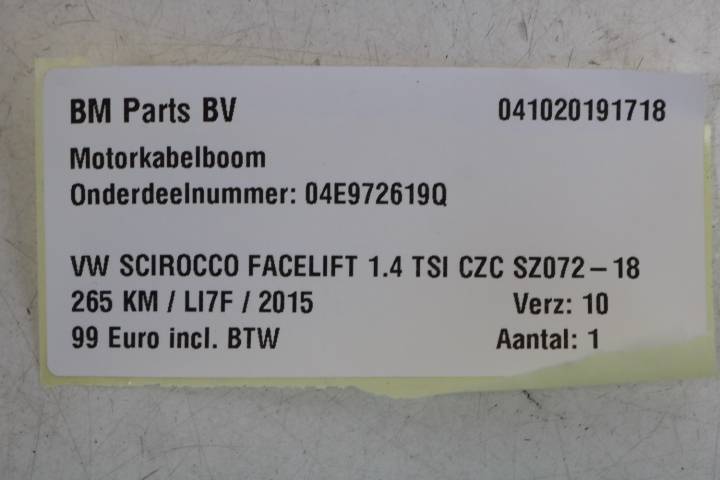 BM Parts BV 041020191718
Motorkabelboom
Onderdeelnummer: 04E972619Q
VW SCIROCCO FACELIFT 1.4 TSI CZC SZ072-18
265 KM / LI7F / 2015 Verz: 10
99 Euro incl. BTW Aantal: 1